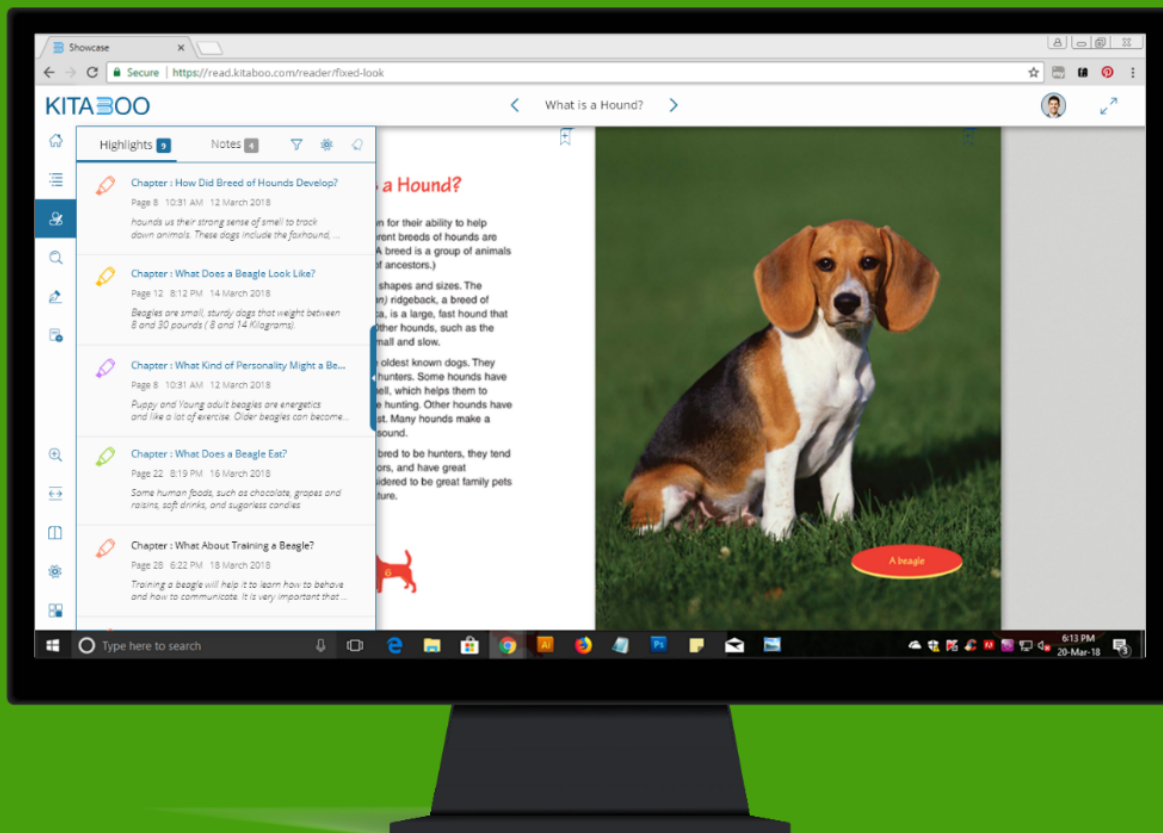 Showcase
Secure | https://read.kitaboo.com/reader/fixed-look
KITABOO
What is a Hound?
Highlights 9 Notes 4
Chapter : How Did Breed of Hounds Develop?
Page 8 10:31 AM 12 March 2018
hounds us their strong sense of smell to track
down animals. These dogs include the foxhound, ...
Chapter : What Does a Beagle Look Like?
Page 12 8:12 PM 14 March 2018
Beagles are small, sturdy dogs that weight between
8 and 30 pounds ( 8 and 14 Kilograms).
Chapter : What Kind of Personality Might a Be...
Page 8 10:31 AM 12 March 2018
Puppy and Young adult beagles are energetics
and like a lot of exercise. Older beagles can become...
Chapter : What Does a Beagle Eat?
Page 22 8:19 PM 16 March 2018
Some human foods, such as chocolate, grapes and
raisins, soft drinks, and sugarless candies
Chapter : What About Training a Beagle?
Page 28 6:22 PM 18 March 2018
Training a beagle will help it to learn how to behave
and how to communicate. It is very important that ...
a Hound?
n for their ability to help
rent breeds of hounds are
A breed is a group of animals
of ancestors.)
shapes and sizes. The
n) ridgeback, a breed of
ca, is a large, fast hound that
Other hounds, such as the
mall and slow.
oldest known dogs. They
hunters. Some hounds have
ell, which helps them to
e hunting. Other hounds have
st. Many hounds make a
sound.
bred to be hunters, they tend
ors, and have great
sidered to be great family pets
ture.
6
A beagle
Type here to search
Ai
Ps
6:13 PM
20-Mar-18
3